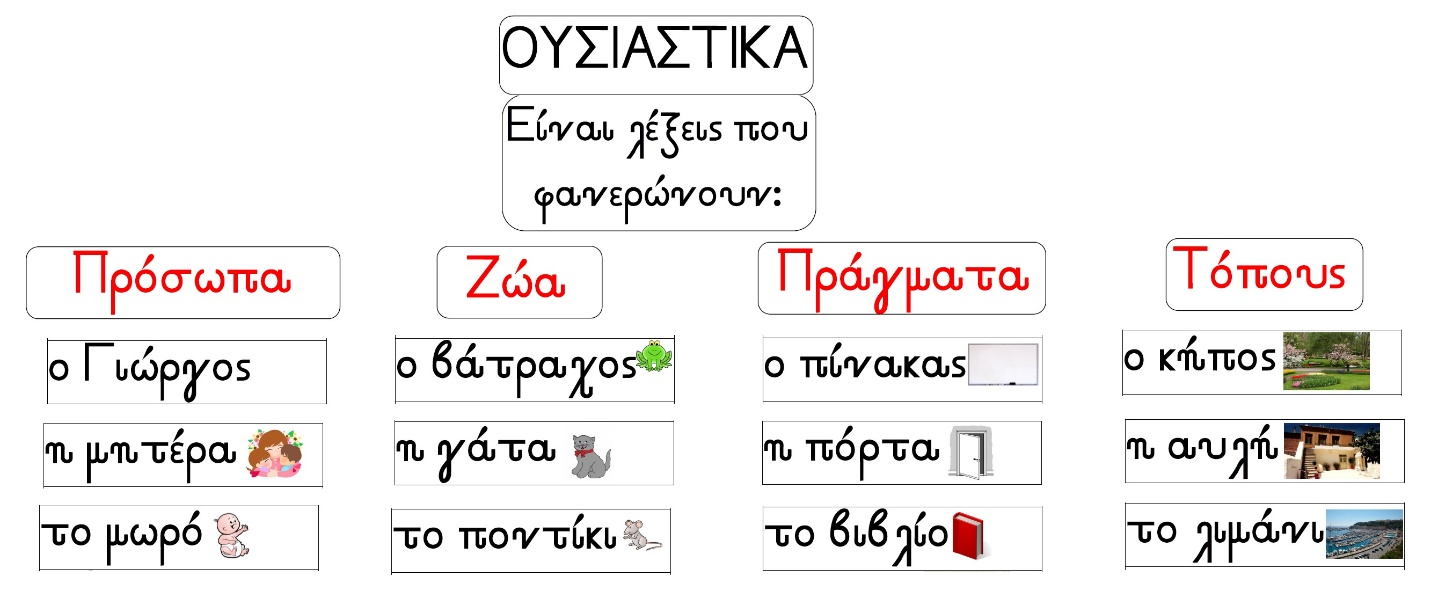 ΟΥΣΙΑΣΤΙΚΑ
Είναι λέξεις που
φανερώνουν:
Πρόσωπα
ο Γιώργος
η μητέρα
το μωρό
Ζώα
ο βάτραχος
η γάτα
το ποντίκι
Πράγματα
ο πίνακας
η πόρτα
το βιβλίο
Τόπους
ο κήπος
η αυλή
το λιμάνι